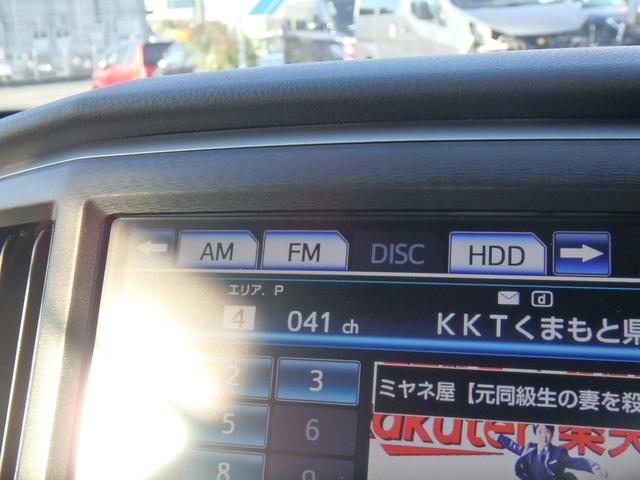 AM FM DISC HDD
エリア. P
4 041 ch KKTくまもと県
2 3
ミヤネ屋【元同級生の妻を殺
5 6
akuten 楽天
8 9